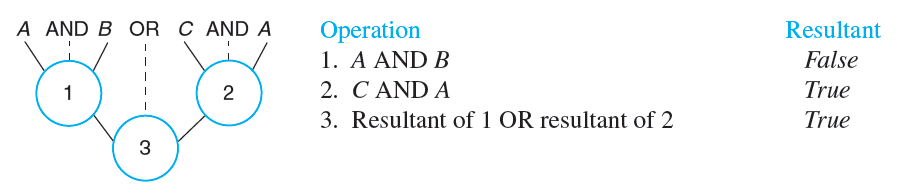 A AND B OR C AND A
1
2
3
Operation Resultant
1. A AND B False
2. C AND A True
3. Resultant of 1 OR resultant of 2 True